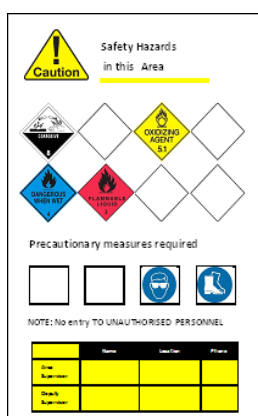 Safety Hazards
in this Area
Caution
CORROSIVE
8
OXIDIZING
AGENT
5.1
DANGEROUS
WHEN WET
4
FLAMMABLE
LIQUID
3
Precautionary measures required
NOTE: No entry TO UNAUTHORISED PERSONNEL
Name Location Phone
Area
Supervisor
Deputy
Supervisor